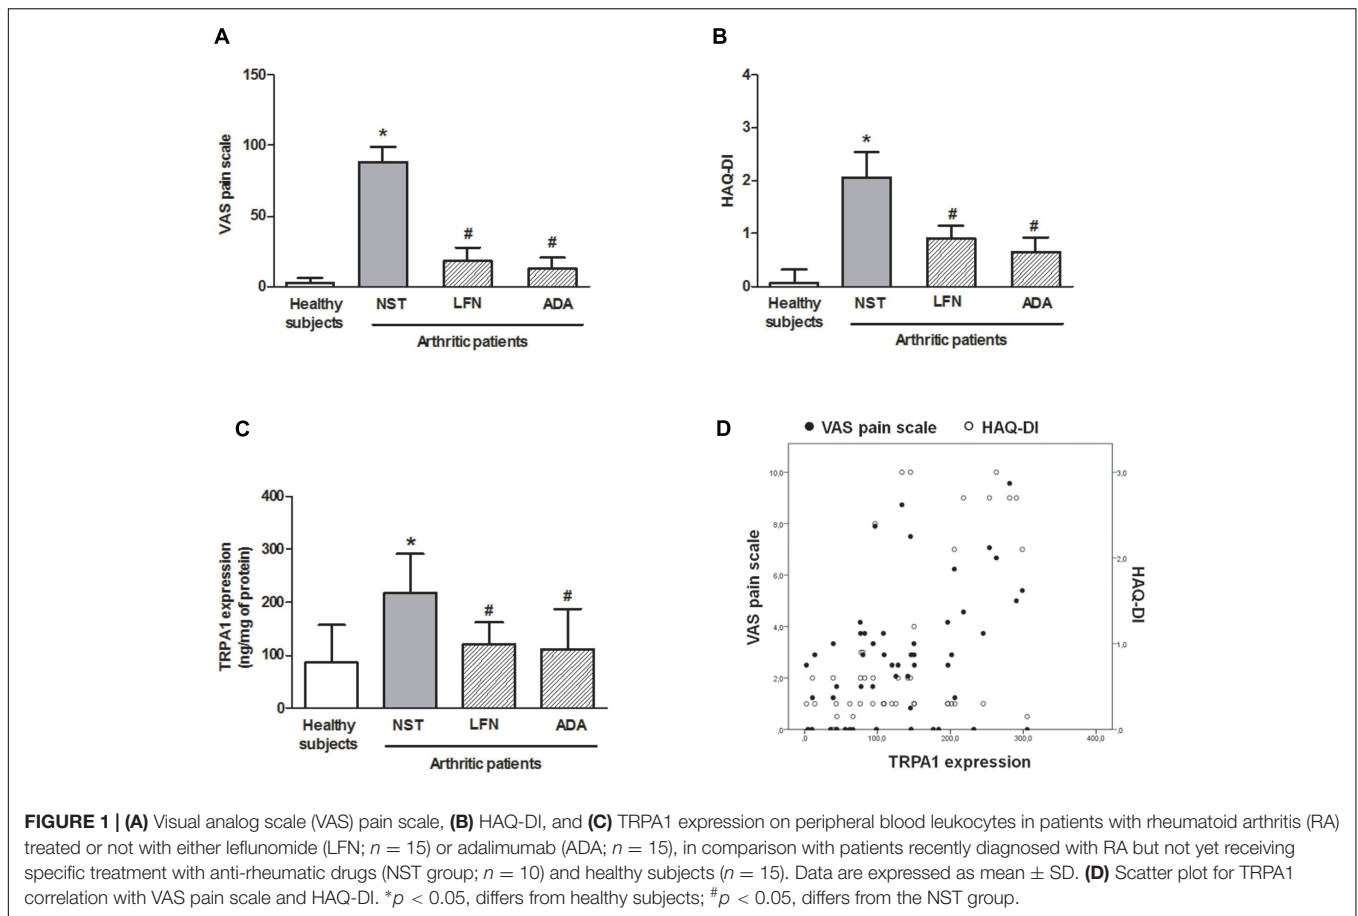 A
150
100
50
0
VAS pain scale
*
#
#
Healthy
subjects
NST
LFN
ADA
Arthritic patients
B
4
3
2
1
0
HAQ-DI
*
#
#
Healthy
subjects
NST
LFN
ADA
Arthritic patients
C
400
300
200
100
0
TRPA1 expression
(ng/mg of protein)
*
#
#
Healthy
subjects
NST
LFN
ADA
Arthritic patients
D
● VAS pain scale ○ HAQ-DI
10,0
8,0
6,0
4,0
2,0
,0
VAS pain scale
3,0
2,0
1,0
,0
HAQ-DI
,0 100,0 200,0 300,0 400,0
TRPA1 expression
FIGURE 1 | (A) Visual analog scale (VAS) pain scale, (B) HAQ-DI, and (C) TRPA1 expression on peripheral blood leukocytes in patients with rheumatoid arthritis (RA)
treated or not with either leflunomide (LFN; n = 15) or adalimumab (ADA; n = 15), in comparison with patients recently diagnosed with RA but not yet receiving
specific treatment with anti-rheumatic drugs (NST group; n = 10) and healthy subjects (n = 15). Data are expressed as mean ± SD. (D) Scatter plot for TRPA1
correlation with VAS pain scale and HAQ-DI. *p < 0.05, differs from healthy subjects; #p < 0.05, differs from the NST group.